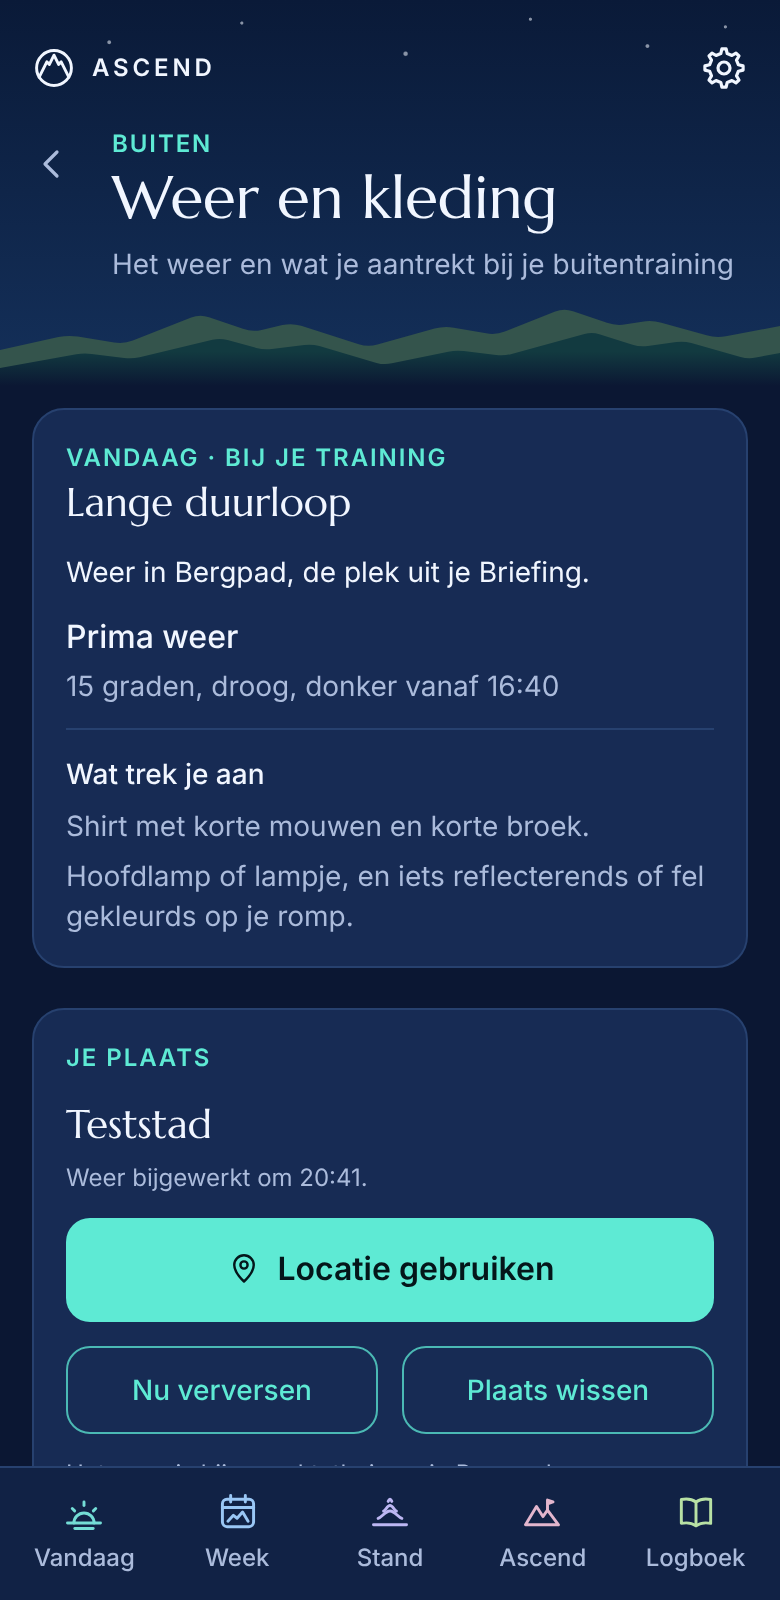 ASCEND
BUITEN
Weer en kleding
Het weer en wat je aantrekt bij je buitentraining
VANDAAG · BIJ JE TRAINING
Lange duurloop
Weer in Bergpad, de plek uit je Briefing.
Prima weer
15 graden, droog, donker vanaf 16:40
Wat trek je aan
Shirt met korte mouwen en korte broek.
Hoofdlamp of lampje, en iets reflecterends of fel
gekleurds op je romp.
JE PLAATS
Teststad
Weer bijgewerkt om 20:41.
Locatie gebruiken
Nu verversen
Plaats wissen
Vandaag
Week
Stand
Ascend
Logboek